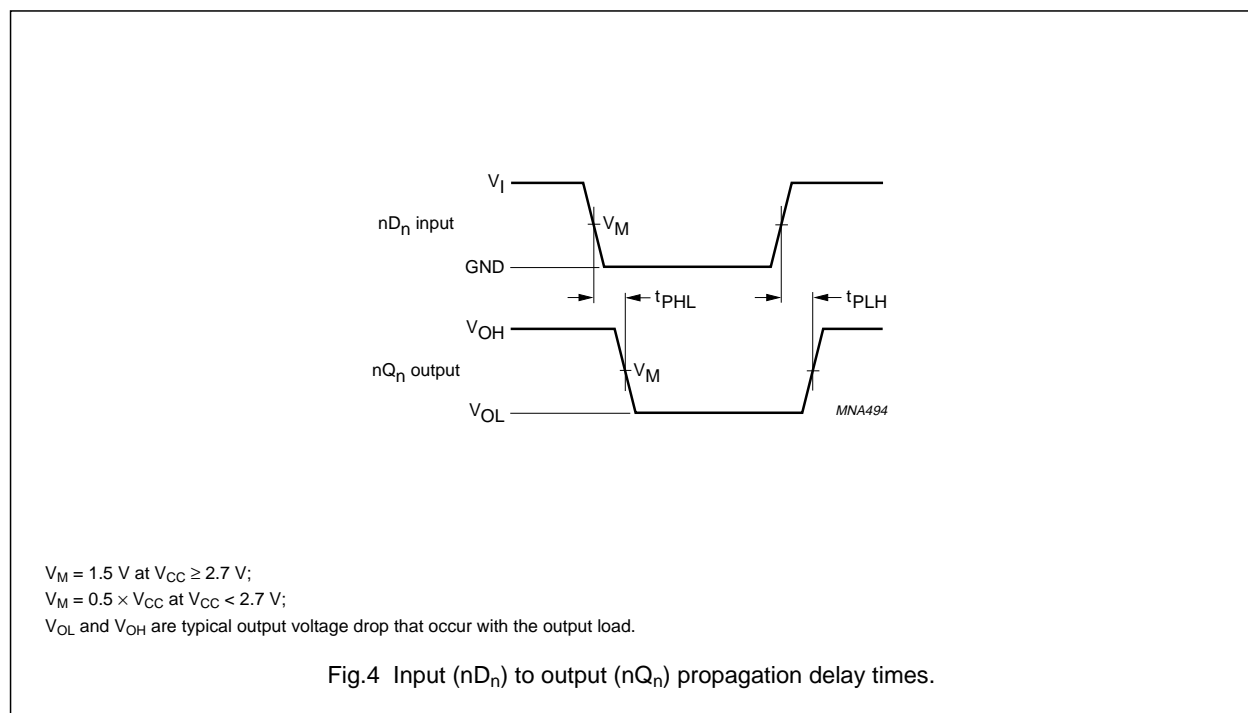 V_I
nD_n input
V_M
GND
t_PHL
t_PLH
V_OH
nQ_n output
V_M
V_OL
MNA494
V_M = 1.5 V at V_CC ≥ 2.7 V;
V_M = 0.5 × V_CC at V_CC < 2.7 V;
V_OL and V_OH are typical output voltage drop that occur with the output load.
Fig.4 Input (nD_n) to output (nQ_n) propagation delay times.